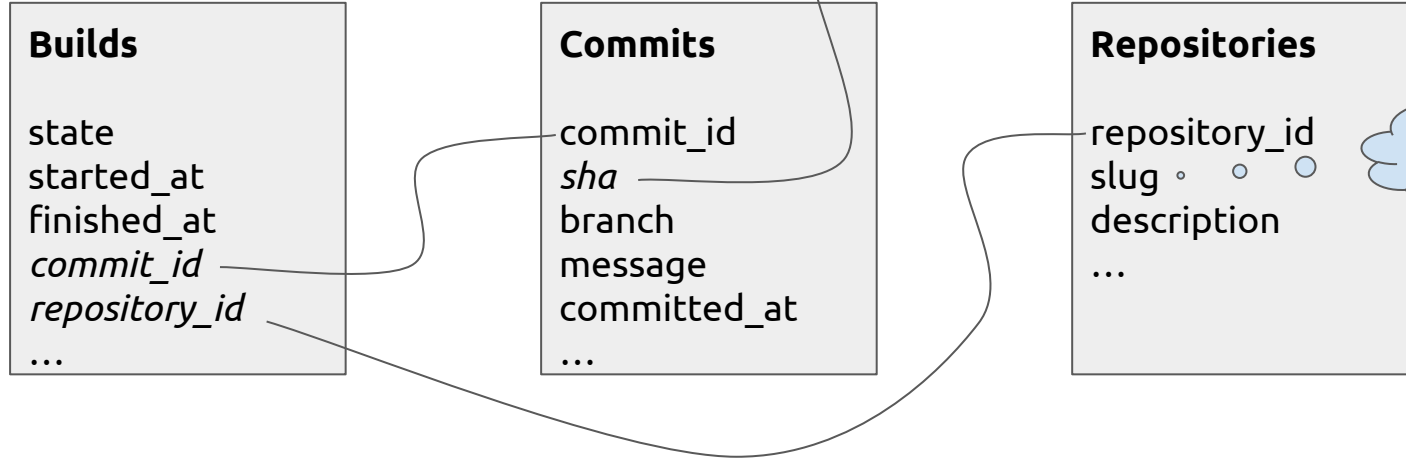 Builds
state
started_at
finished_at
commit_id
repository_id
…
Commits
commit_id
sha
branch
message
committed_at
…
Repositories
repository_id
slug
description
…